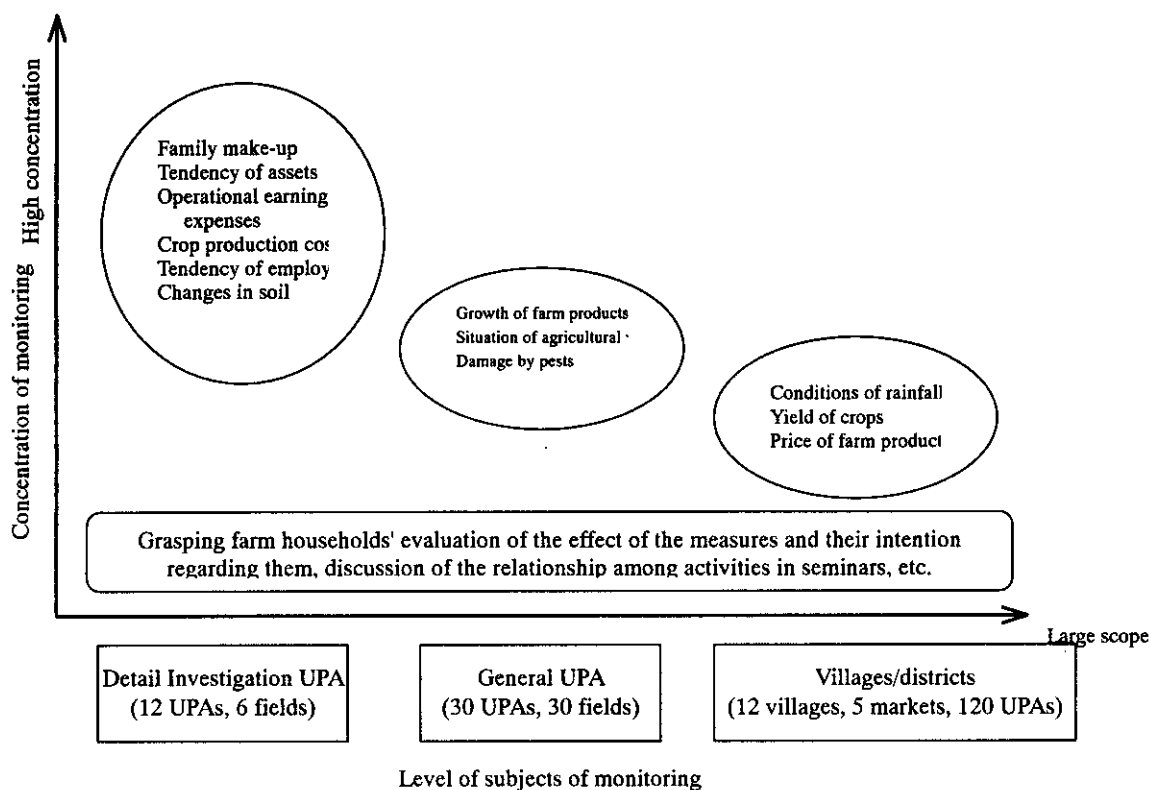 High concentration
Concentration of monitoring
Family make-up
Tendency of assets
Operational earning
expenses
Crop production cos
Tendency of employ
Changes in soil
Growth of farm products
Situation of agricultural
Damage by pests
Conditions of rainfall
Yield of crops
Price of farm product
Grasping farm households' evaluation of the effect of the measures and their intention
regarding them, discussion of the relationship among activities in seminars, etc.
Large scope
Detail Investigation UPA
(12 UPAs, 6 fields)
General UPA
(30 UPAs, 30 fields)
Villages/districts
(12 villages, 5 markets, 120 UPAs)
Level of subjects of monitoring